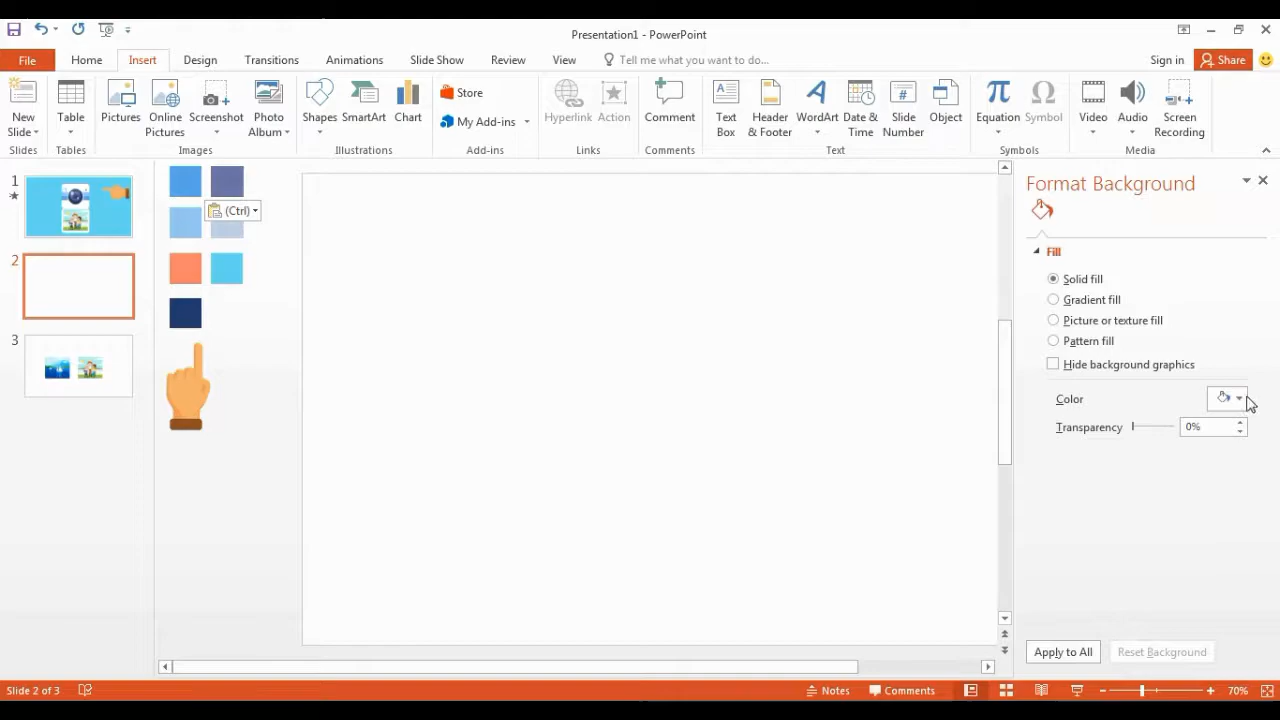 Presentation1 - PowerPoint
File Home Insert Design Transitions Animations Slide Show Review View Tell me what you want to do... Sign in Share
New Slide
Table
Pictures
Online Pictures
Screenshot
Photo Album
Shapes
SmartArt
Chart
Store
My Add-ins
Hyperlink
Action
Comment
Text Box
Header & Footer
WordArt
Date & Time
Slide Number
Object
Equation
Symbol
Video
Audio
Screen Recording
Slides Tables Images Illustrations Add-ins Links Comments Text Symbols Media
1
2
3
(Ctrl)
Format Background
Fill
Solid fill
Gradient fill
Picture or texture fill
Pattern fill
Hide background graphics
Color
Transparency 0%
Apply to All Reset Background
Slide 2 of 3 Notes Comments 70%